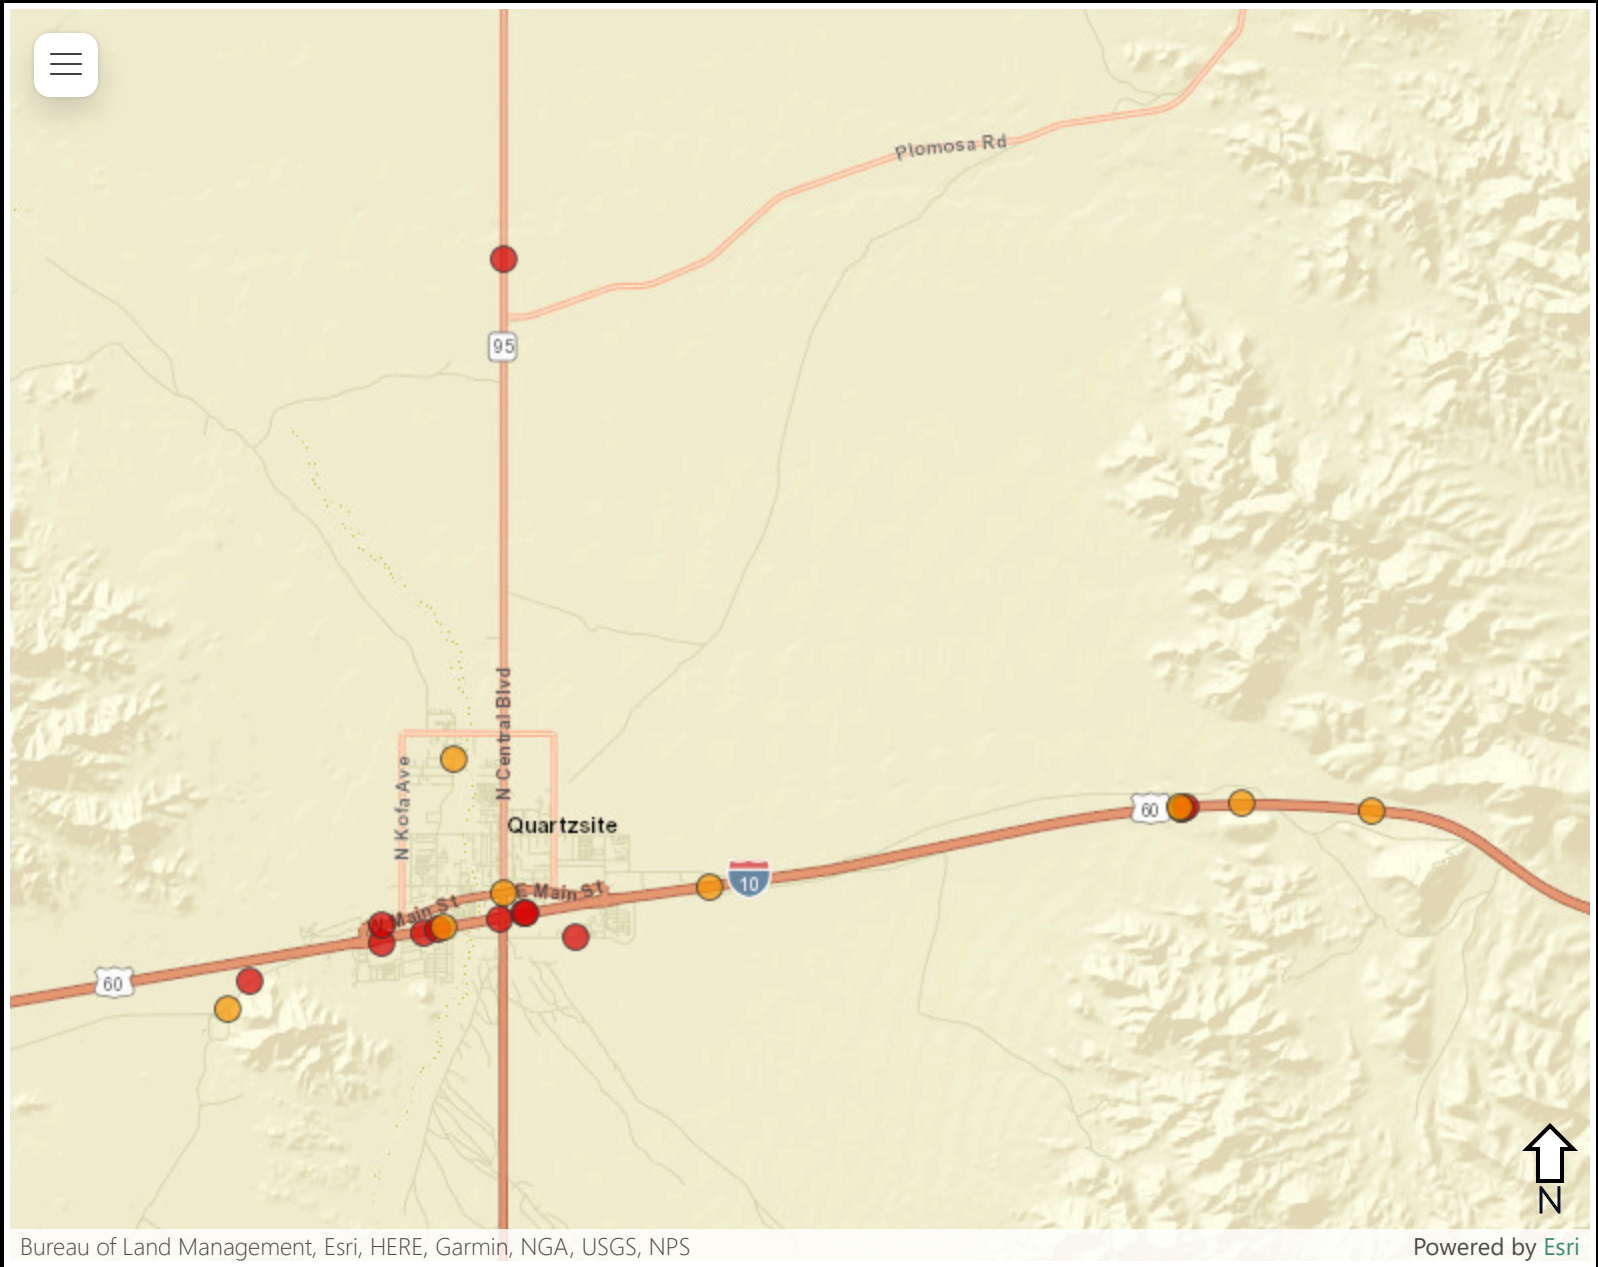 Plomosa Rd
95
N Central Blvd
N Kofa Ave
Quartzsite
60
10
E Main St
W Main St
60
N
Bureau of Land Management, Esri, HERE, Garmin, NGA, USGS, NPS
Powered by Esri